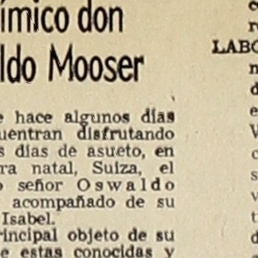 ímico don
ldo Mooser
hace algunos días
cuentran disfrutando
s días de asueto, en
ra natal, Suiza, el
señor Oswaldo
acompañado de su
Isabel.
rincipal objeto de su
e estas conocidas y
LABO